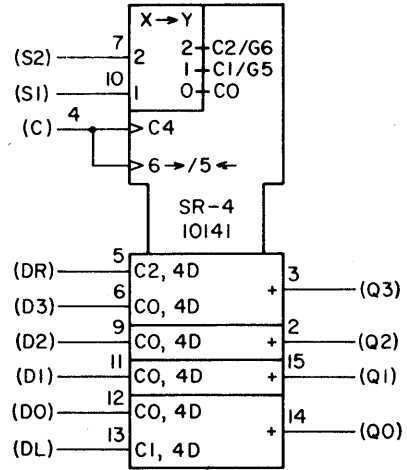 X→Y
7
(S2) 2 2 C2/G6
1 C1/G5
10
(S1) 1 0 C0
4
(C) C4
6→/5←
SR-4
10141
5
(DR) C2, 4D
3
6
(D3) C0, 4D + (Q3)
9 2
(D2) C0, 4D + (Q2)
11 15
(D1) C0, 4D + (Q1)
12
(D0) C0, 4D
14
+ (Q0)
13
(DL) C1, 4D